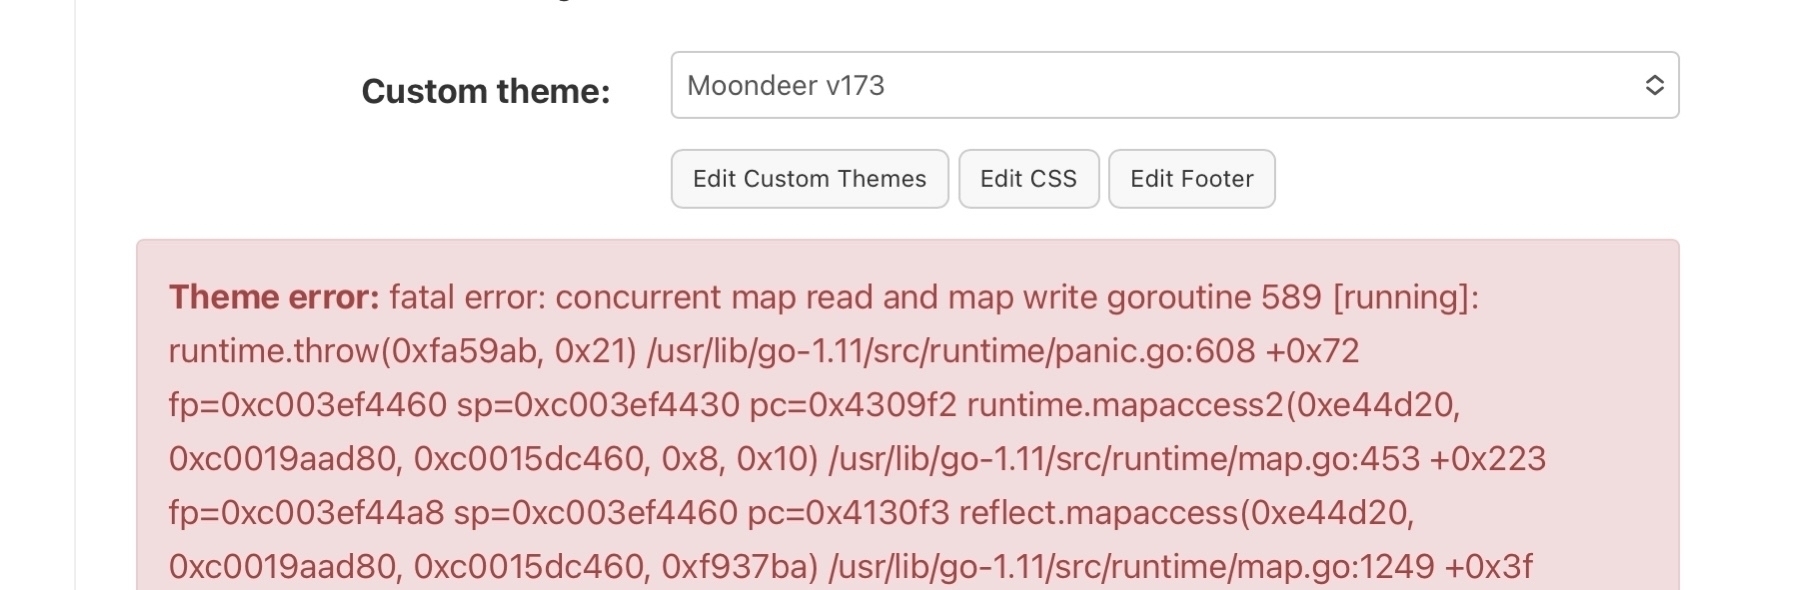 Custom theme:
Moondeer v173
Edit Custom Themes
Edit CSS
Edit Footer
Theme error: fatal error: concurrent map read and map write goroutine 589 [running]:
runtime.throw(0xfa59ab, 0x21) /usr/lib/go-1.11/src/runtime/panic.go:608 +0x72
fp=0xc003ef4460 sp=0xc003ef4430 pc=0x4309f2 runtime.mapaccess2(0xe44d20,
0xc0019aad80, 0xc0015dc460, 0x8, 0x10) /usr/lib/go-1.11/src/runtime/map.go:453 +0x223
fp=0xc003ef44a8 sp=0xc003ef4460 pc=0x4130f3 reflect.mapaccess(0xe44d20,
0xc0019aad80, 0xc0015dc460, 0xf937ba) /usr/lib/go-1.11/src/runtime/map.go:1249 +0x3f